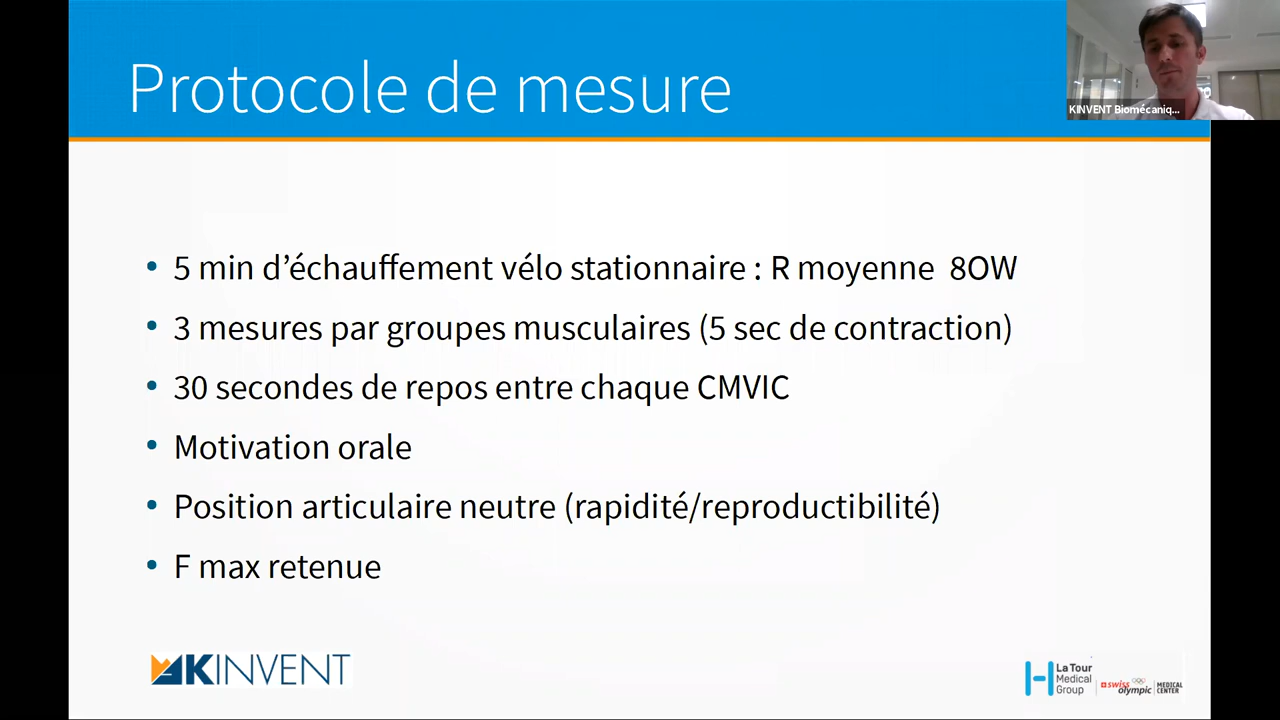 Protocole de mesure
KINVENT Biomécaniq...
• 5 min d’échauffement vélo stationnaire : R moyenne 8OW
• 3 mesures par groupes musculaires (5 sec de contraction)
• 30 secondes de repos entre chaque CMVIC
• Motivation orale
• Position articulaire neutre (rapidité/reproductibilité)
• F max retenue
KINVENT
La Tour
Medical
Group
swiss
olympic
MEDICAL
CENTER